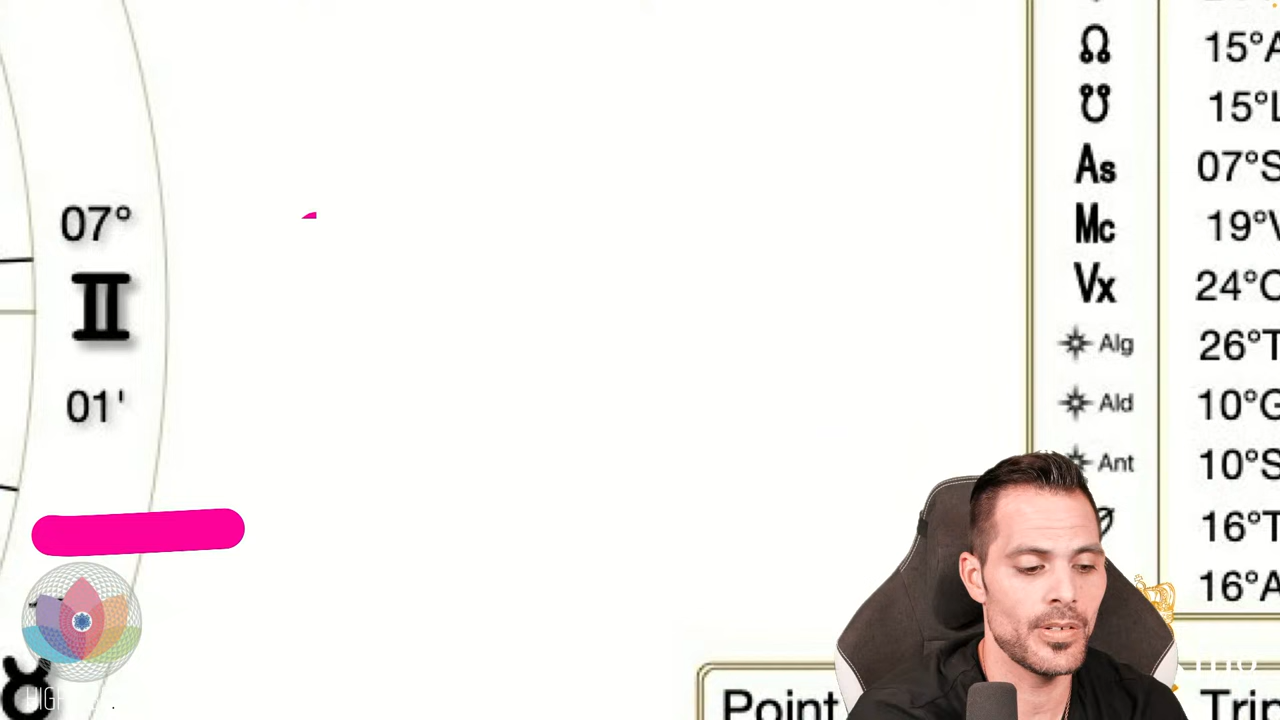 07°
♊
01'
♉
HIGH
☊ 15°A
☋ 15°L
As 07°S
Mc 19°V
Vx 24°C
Alg 26°T
Ald 10°G
Ant 10°S
16°T
16°A
Point Trip